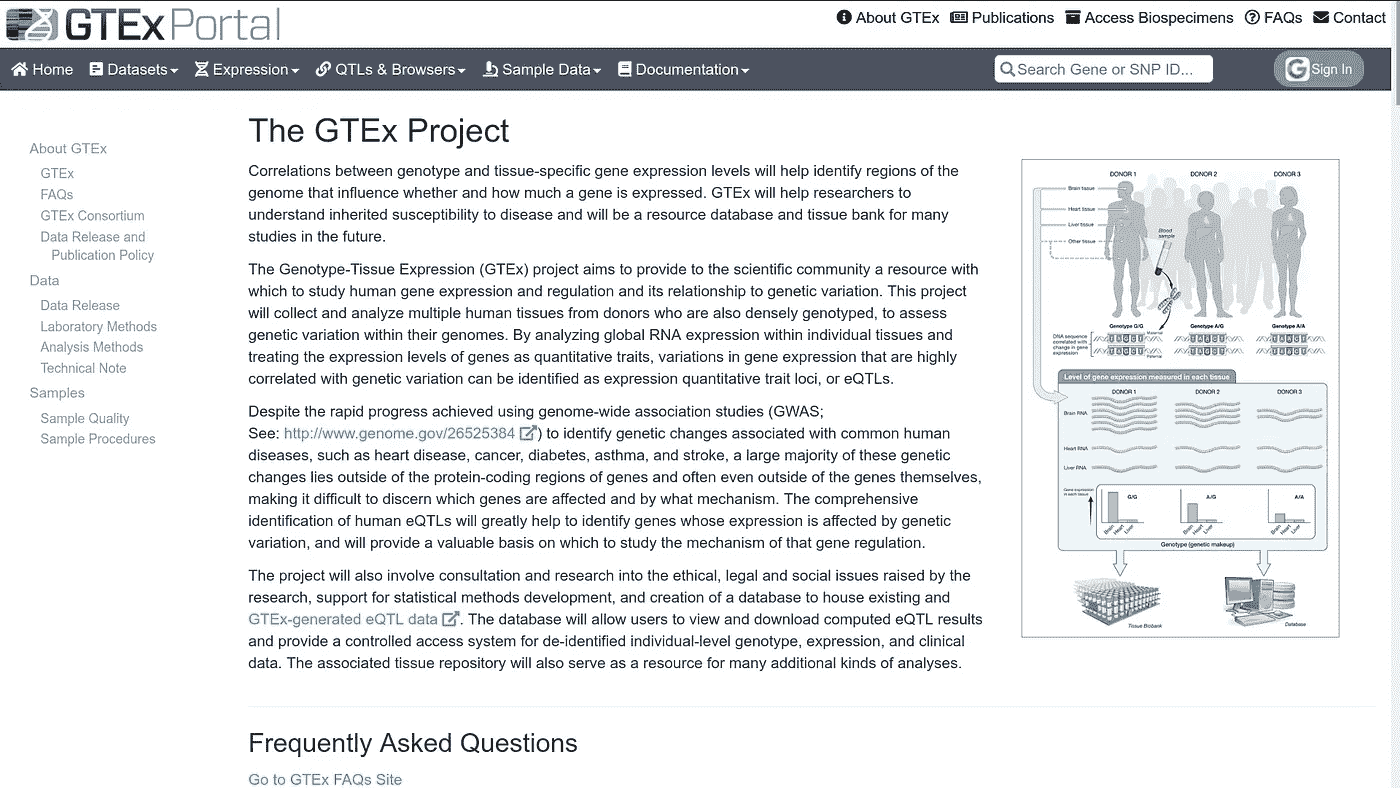 GTEx Portal
About GTEx Publications Access Biospecimens FAQs Contact
Home Datasets Expression QTLs & Browsers Sample Data Documentation Search Gene or SNP ID... Sign In
About GTEx
GTEx
FAQs
GTEx Consortium
Data Release and
Publication Policy
Data
Data Release
Laboratory Methods
Analysis Methods
Technical Note
Samples
Sample Quality
Sample Procedures
The GTEx Project
Correlations between genotype and tissue-specific gene expression levels will help identify regions of the
genome that influence whether and how much a gene is expressed. GTEx will help researchers to
understand inherited susceptibility to disease and will be a resource database and tissue bank for many
studies in the future.
The Genotype-Tissue Expression (GTEx) project aims to provide to the scientific community a resource with
which to study human gene expression and regulation and its relationship to genetic variation. This project
will collect and analyze multiple human tissues from donors who are also densely genotyped, to assess
genetic variation within their genomes. By analyzing global RNA expression within individual tissues and
treating the expression levels of genes as quantitative traits, variations in gene expression that are highly
correlated with genetic variation can be identified as expression quantitative trait loci, or eQTLs.
Despite the rapid progress achieved using genome-wide association studies (GWAS;
See: http://www.genome.gov/26525384 ) to identify genetic changes associated with common human
diseases, such as heart disease, cancer, diabetes, asthma, and stroke, a large majority of these genetic
changes lies outside of the protein-coding regions of genes and often even outside of the genes themselves,
making it difficult to discern which genes are affected and by what mechanism. The comprehensive
identification of human eQTLs will greatly help to identify genes whose expression is affected by genetic
variation, and will provide a valuable basis on which to study the mechanism of that gene regulation.
The project will also involve consultation and research into the ethical, legal and social issues raised by the
research, support for statistical methods development, and creation of a database to house existing and
GTEx-generated eQTL data . The database will allow users to view and download computed eQTL results
and provide a controlled access system for de-identified individual-level genotype, expression, and clinical
data. The associated tissue repository will also serve as a resource for many additional kinds of analyses.
DONOR 1 DONOR 2 DONOR 3
Brain tissue
Heart tissue
Liver tissue
Other tissue
Blood
sample
Genotype G/G Genotype A/G Genotype A/A
Maternal
DNA sequence
correlated with
change in gene
expression
Paternal
Level of gene expression measured in each tissue
DONOR 1 DONOR 2 DONOR 3
Brain RNA
Heart RNA
Liver RNA
Gene expression
in each tissue
G/G A/G A/A
Brain Heart Liver Brain Heart Liver Brain Heart Liver
Genotype (genetic makeup)
Tissue Biobank Database
Frequently Asked Questions
Go to GTEx FAQs Site